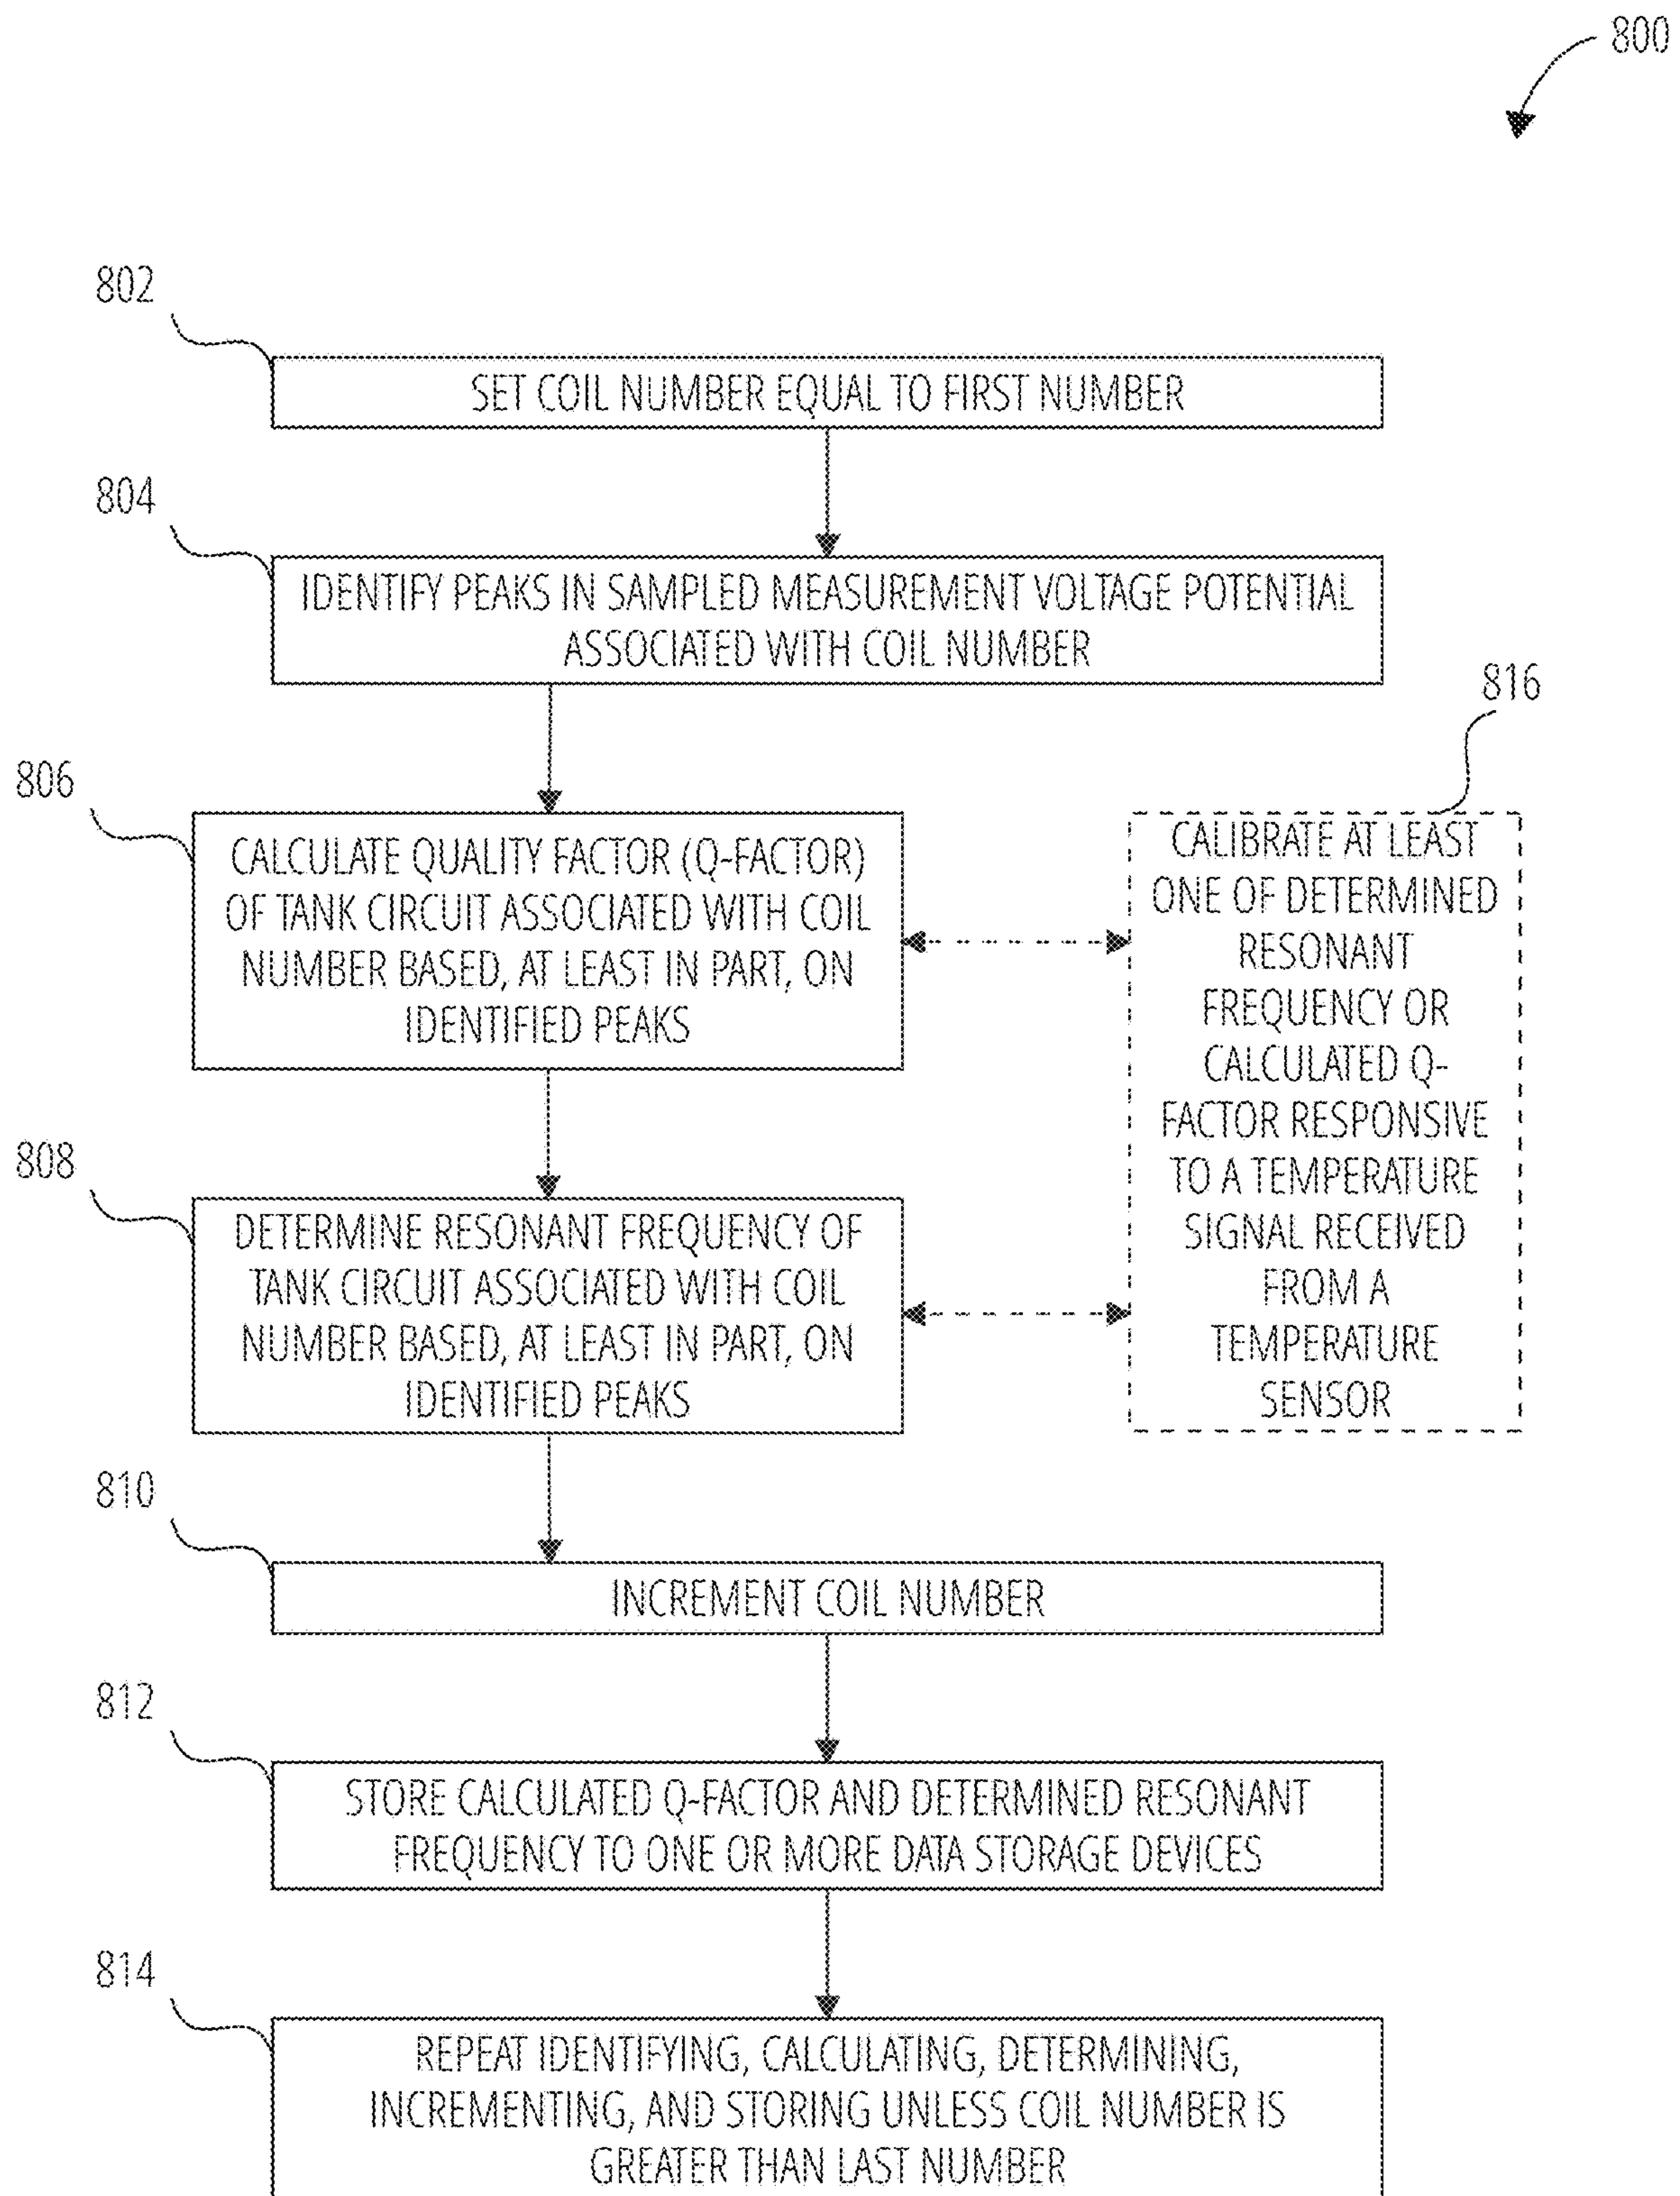 800
802
SET COIL NUMBER EQUAL TO FIRST NUMBER
804
IDENTIFY PEAKS IN SAMPLED MEASUREMENT VOLTAGE POTENTIAL
ASSOCIATED WITH COIL NUMBER
806
CALCULATE QUALITY FACTOR (Q-FACTOR)
OF TANK CIRCUIT ASSOCIATED WITH COIL
NUMBER BASED, AT LEAST IN PART, ON
IDENTIFIED PEAKS
816
CALIBRATE AT LEAST
ONE OF DETERMINED
RESONANT
FREQUENCY OR
CALCULATED Q-
FACTOR RESPONSIVE
TO A TEMPERATURE
SIGNAL RECEIVED
FROM A
TEMPERATURE
SENSOR
808
DETERMINE RESONANT FREQUENCY OF
TANK CIRCUIT ASSOCIATED WITH COIL
NUMBER BASED, AT LEAST IN PART, ON
IDENTIFIED PEAKS
810
INCREMENT COIL NUMBER
812
STORE CALCULATED Q-FACTOR AND DETERMINED RESONANT
FREQUENCY TO ONE OR MORE DATA STORAGE DEVICES
814
REPEAT IDENTIFYING, CALCULATING, DETERMINING,
INCREMENTING, AND STORING UNLESS COIL NUMBER IS
GREATER THAN LAST NUMBER